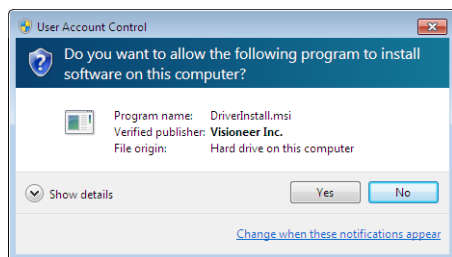 User Account Control
Do you want to allow the following program to install
software on this computer?
Program name: DriverInstall.msi
Verified publisher: Visioneer Inc.
File origin: Hard drive on this computer
Show details
Yes
No
Change when these notifications appear